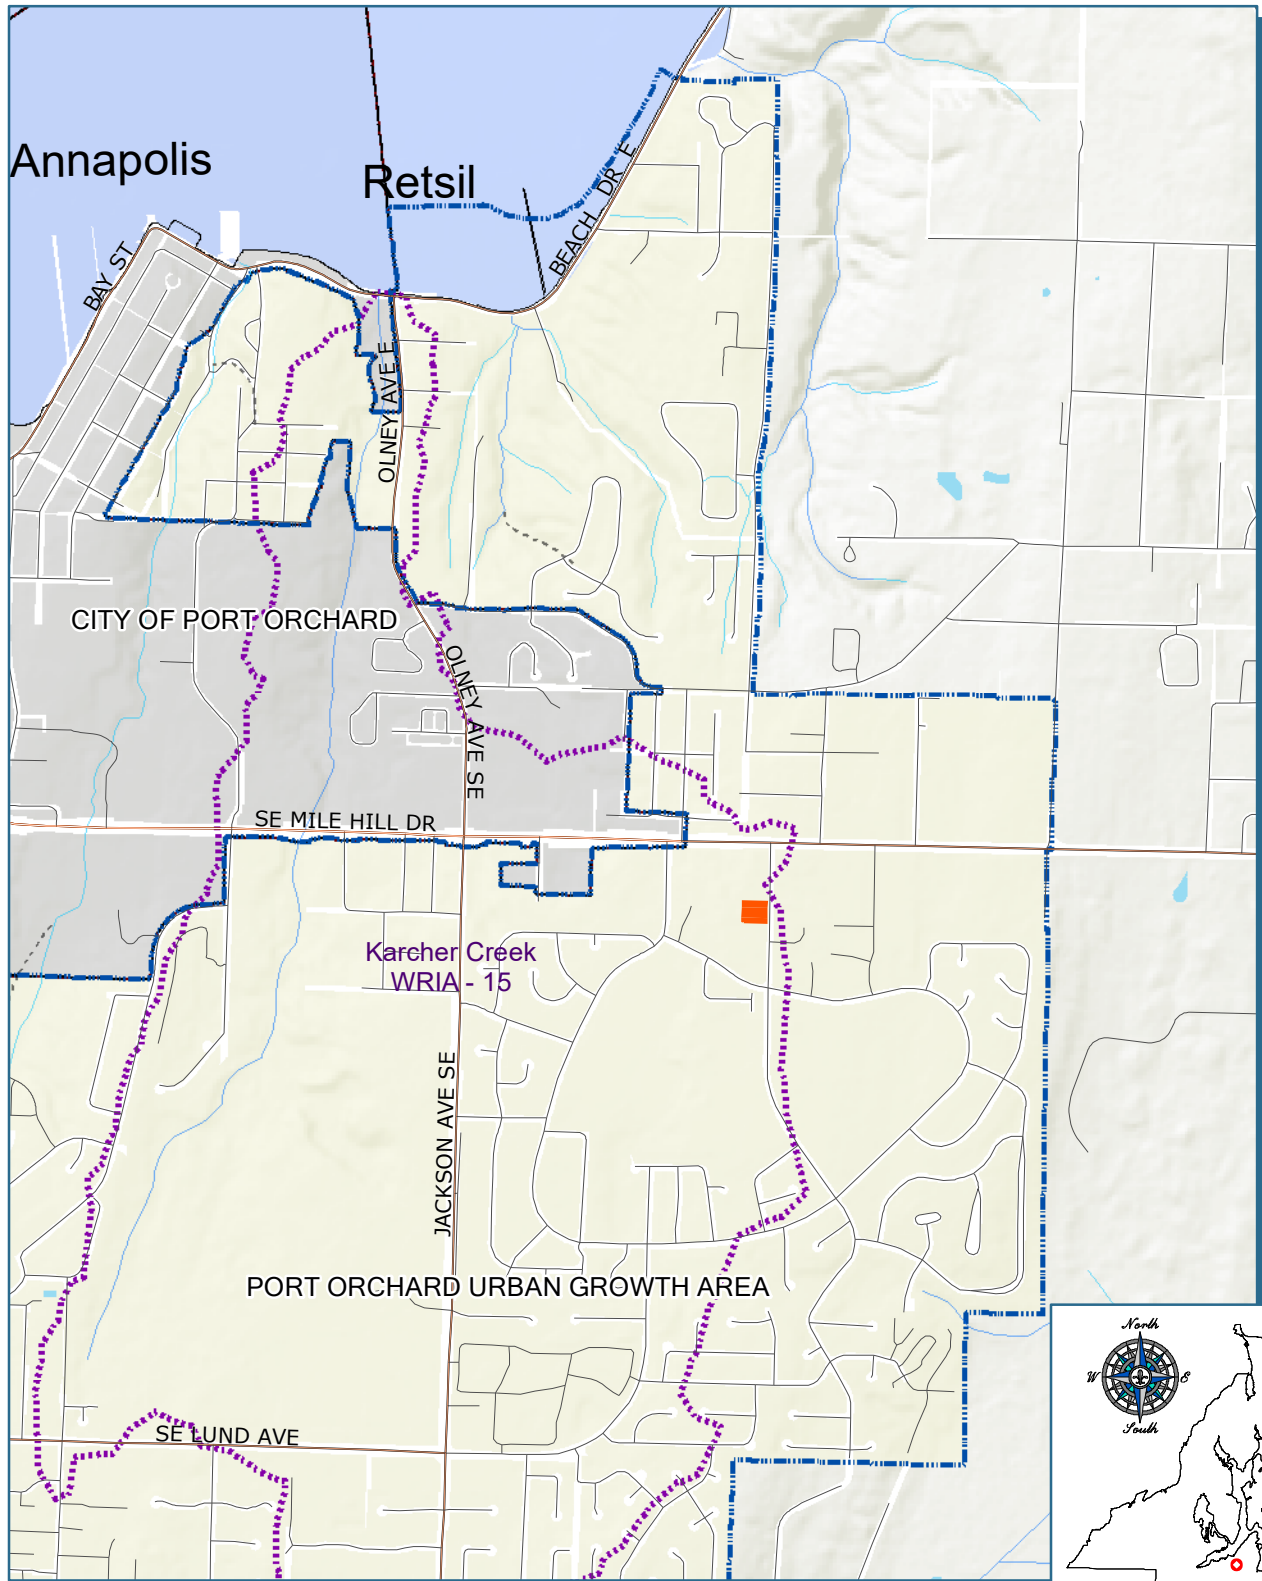 Annapolis
Retsil
BEACH DR E
BAY ST
OLNEY AVE E
CITY OF PORT ORCHARD
OLNEY AVE SE
SE MILE HILL DR
Karcher Creek
WRIA - 15
JACKSON AVE SE
PORT ORCHARD URBAN GROWTH AREA
SE LUND AVE
North
W
E
South